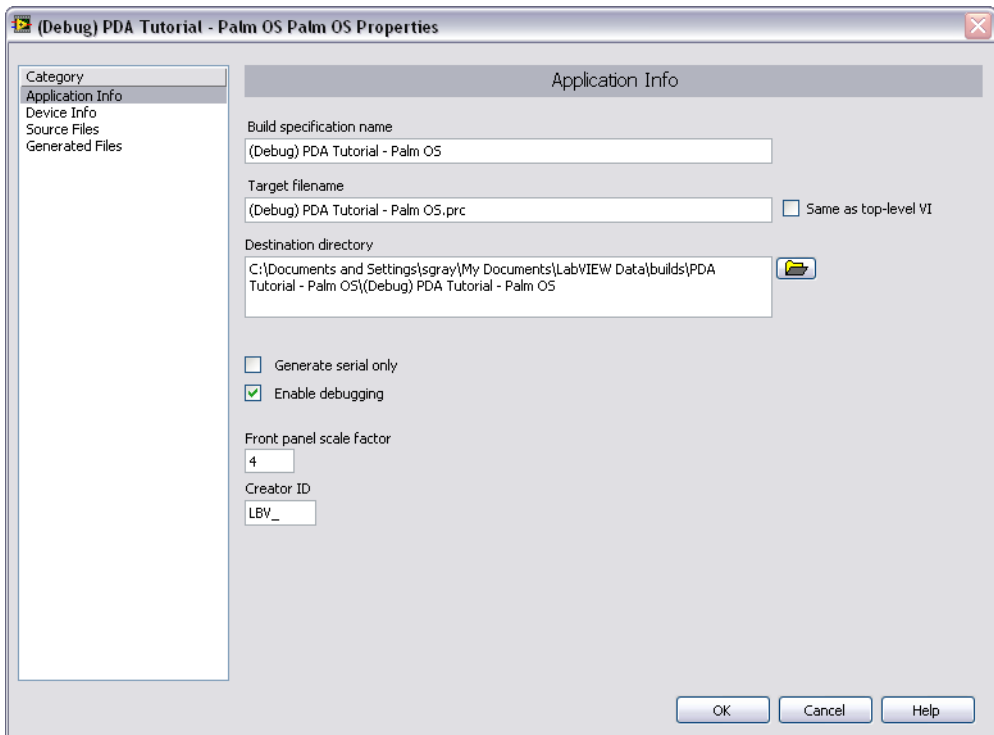 (Debug) PDA Tutorial - Palm OS Palm OS Properties
Category
Application Info
Device Info
Source Files
Generated Files
Application Info
Build specification name
(Debug) PDA Tutorial - Palm OS
Target filename
(Debug) PDA Tutorial - Palm OS.prc
Same as top-level VI
Destination directory
C:\Documents and Settings\sgray\My Documents\LabVIEW Data\builds\PDA
Tutorial - Palm OS\(Debug) PDA Tutorial - Palm OS
Generate serial only
Enable debugging
Front panel scale factor
4
Creator ID
LBV_
OK
Cancel
Help